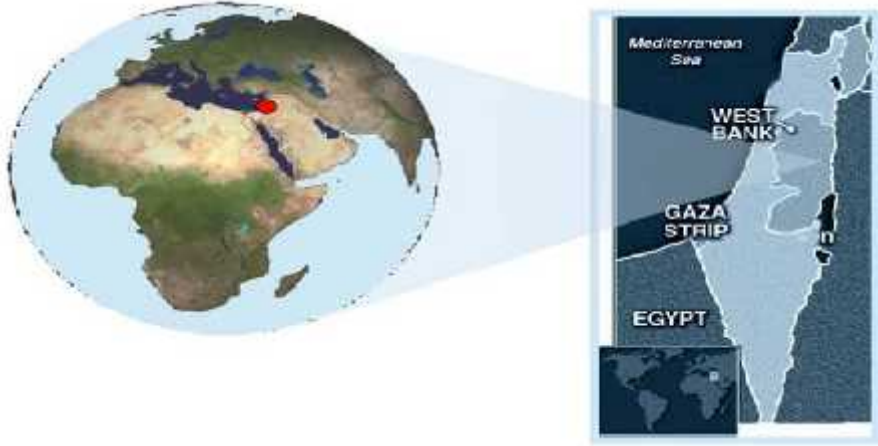 Mediterranean
Sea
WEST
BANK
GAZA
STRIP
n
EGYPT